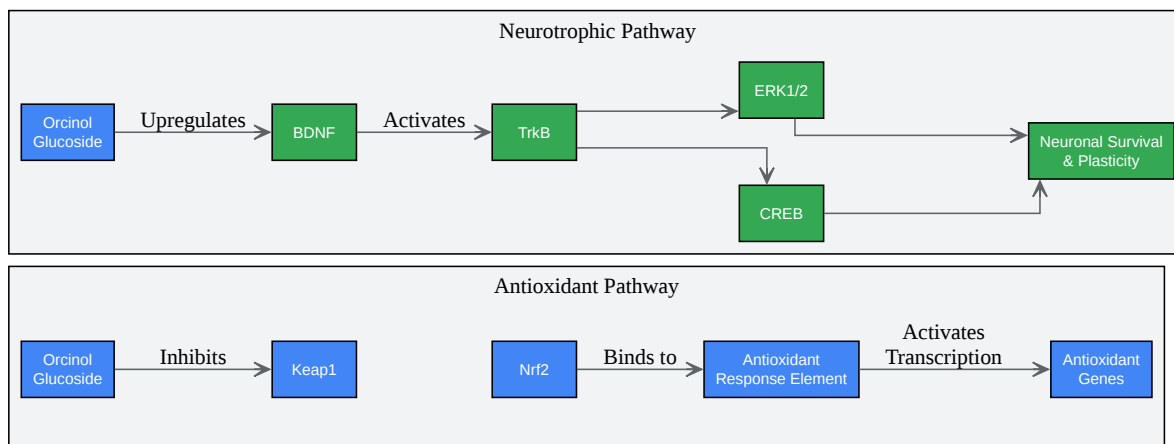 Neurotrophic Pathway
Orcinol
Glucoside
Upregulates
BDNF
Activates
TrkB
ERK1/2
CREB
Neuronal Survival
& Plasticity
Antioxidant Pathway
Orcinol
Glucoside
Inhibits
Keap1
Nrf2
Binds to
Antioxidant
Response Element
Activates
Transcription
Antioxidant
Genes